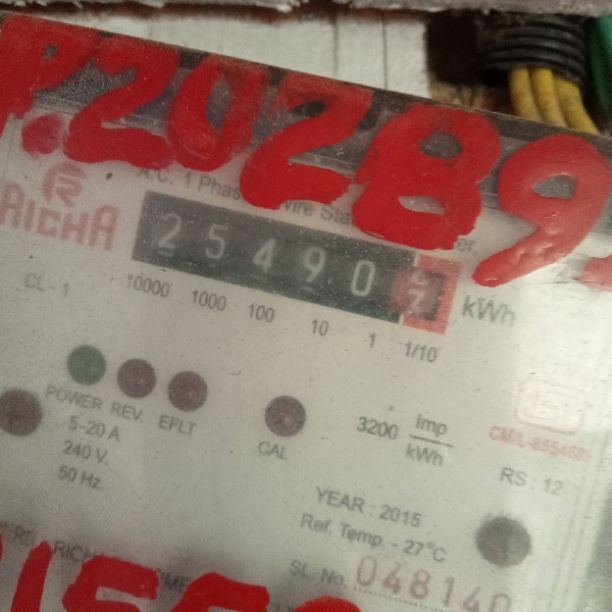 P.20289
A.C. 1 Phase
RICHA
25490
kWh
CL - 1
10000 1000 100 10 1 1/10
POWER REV. EFLT
CAL
3200 imp/kWh
5-20 A
240 V.
50 Hz.
RS : 12
YEAR : 2015
Ref. Temp. - 27°C
SL. No. 048140